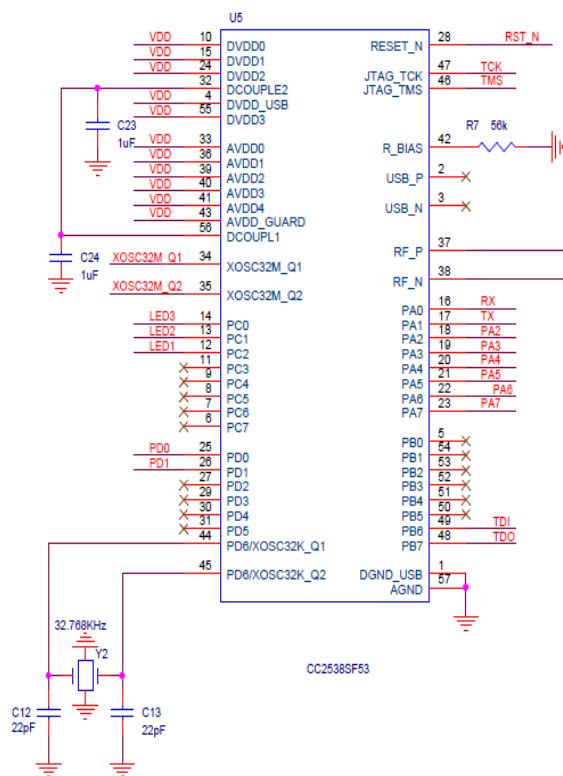 U5
VDD 10 DVDD0 RESET_N 28 RST_N
VDD 15 DVDD1
VDD 24 DVDD2 JTAG_TCK 47 TCK
32 DCOUPLE2 JTAG_TMS 46 TMS
VDD 4 DVDD_USB
VDD 55 DVDD3
C23
1uF
VDD 33 AVDD0 R_BIAS 42 R7 56k
VDD 36 AVDD1
VDD 39 AVDD2 USB_P 2
VDD 40 AVDD3
VDD 41 AVDD4 USB_N 3
VDD 43 AVDD_GUARD
56 DCOUPL1
C24
1uF
RF_P 37
XOSC32M_Q1 34 XOSC32M_Q1
RF_N 38
XOSC32M_Q2 35 XOSC32M_Q2
PA0 16 RX
LED3 14 PC0 PA1 17 TX
LED2 13 PC1 PA2 18 PA2
LED1 12 PC2 PA3 19 PA3
11 PC3 PA4 20 PA4
9 PC4 PA5 21 PA5
8 PC5 PA6 22 PA6
7 PC6 PA7 23 PA7
6 PC7
PB0 5
PD0 25 PD0 PB1 54
PD1 26 PD1 PB2 53
27 PD2 PB3 52
29 PD3 PB4 51
30 PD4 PB5 50
31 PD5 PB6 49 TDI
44 PD6/XOSC32K_Q1 PB7 48 TDO
45 PD6/XOSC32K_Q2 DGND_USB 1
AGND 57
32.768KHz
Y2
CC2538SF53
C12
22pF
C13
22pF